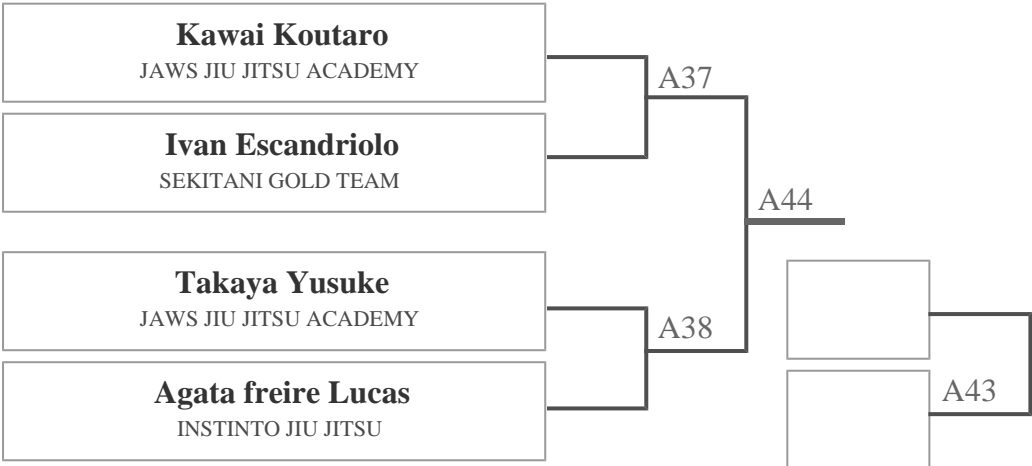 Kawai Koutaro
JAWS JIU JITSU ACADEMY
A37
Ivan Escandriolo
SEKITANI GOLD TEAM
A44
Takaya Yusuke
JAWS JIU JITSU ACADEMY
A38
Agata freire Lucas
INSTINTO JIU JITSU
A43